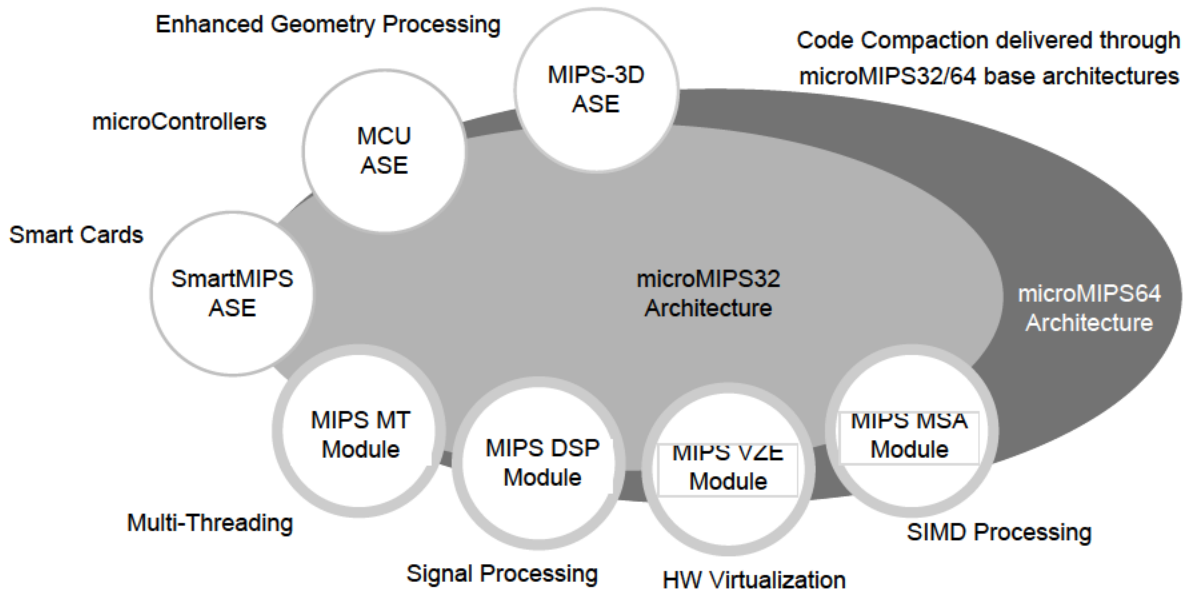 Enhanced Geometry Processing
Code Compaction delivered through
microMIPS32/64 base architectures
MIPS-3D
ASE
microControllers
MCU
ASE
Smart Cards
SmartMIPS
ASE
microMIPS32
Architecture
microMIPS64
Architecture
MIPS MT
Module
MIPS DSP
Module
MIPS VZE
Module
MIPS MSA
Module
Multi-Threading
Signal Processing
HW Virtualization
SIMD Processing